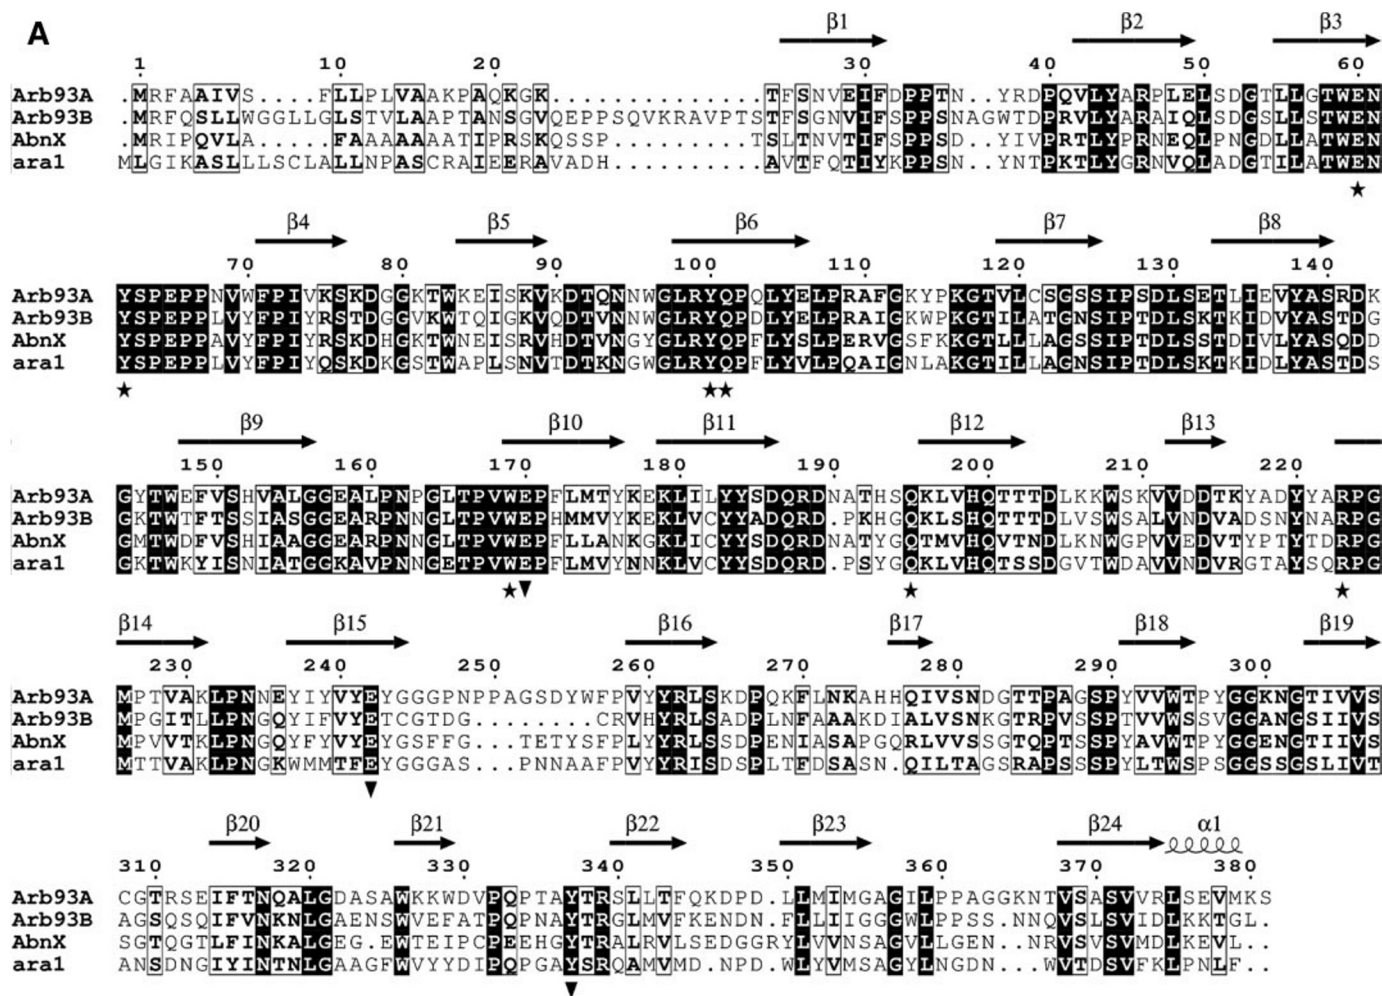 A
β1 β2 β3
1 10 20 30 40 50 60
Arb93A .MRFAAIVS....FLLPLVAAKPAQKGK..............TFSNVEIFDPPTN..YRDPQVLYARPLELSDGTLLGTWEN
Arb93B .MRFQSLLWGGLLGLSTVLAAPTANSGVQEPPSQVKRAVPTSTFSGNVIFSPPSNAGWTDPRVLYARAIQLSDGSLLSTWEN
AbnX .MRIPQVLA....FAAAAAATIPRSKQSSP...........TSLTNVTIFSPPSD..YIVPRTLYPRNEQLPNGDLLATWEN
ara1 MLGIKASLLLSCLALLNPASCRAIEERAVADH..........AVTFQTIYKPPSN..YNTPKTLYGRNVQLADGTILATWEN
β4 β5 β6 β7 β8
70 80 90 100 110 120 130 140
Arb93A YSPEPPNVWFPIVKSKDGGKTWKEISKVKDTQNNWGLRYQPQLYELPRAFGKYPKGTVLCSGSSIPSDLSETLIEVYASRDK
Arb93B YSPEPPLVYFPIYRSTDGGVKWTQIGKVQDTVNNWGLRYQPDLYELPRAIGKWPKGTILATGNSIPTDLSKTKIDVYASTDG
AbnX YSPEPPAVYFPIYRSKDHGKTWNEISRVHDTVNGYGLRYQPFLYSLPERVGSFKKGTLLLAGSSIPTDLSSTDIVLYASQDD
ara1 YSPEPPLVYFPIYQSKDKGSTWAPLSNVTDTKNGWGLRYQPFLYVLPQAIGNLAKGTILLAGNSIPTDLSKTKIDLYASTDS
β9 β10 β11 β12 β13
150 160 170 180 190 200 210 220
Arb93A GYTWEFVSHVALGGEALPNPGLTPVWEPFLMTYKEKLILYYSDQRDNATHSQKLVHQTTTDLKKWSKVVDDTKYADYYARPG
Arb93B GKTWTFTSSIASGGEARPNNGLTPVWEPHMMVYKEKLVCYYADQRD.PKHGQKLSHQTTTDLVSWSALVNDVADSNYNARPG
AbnX GMTWDFVSHIAAGGEARPNNGLTPVWEPFLLANKGKLICYYSDQRDNATYGQTMVHQVTNDLKNWGPVVEDVTYPTYTDRPG
ara1 GKTWKYISNIATGGKAVPNNGETPVWEPFLMVYNNKLVCYYSDQRD.PSYGQKLVHQTSSDGVTWDAVVNDVRGTAYSQRPG
β14 β15 β16 β17 β18 β19
230 240 250 260 270 280 290 300
Arb93A MPTVAKLPNNEYIYVYEYGGGPNPPAGSDYWFPVYYRLSKDPQKFLNKAHHQIVSNDGTTPAGSPYVVWTPYGGKNGTIVVS
Arb93B MPGITLLPNGQYIFVYETCGTDG........CRVHYRLSADPLNFAAAKDIALVSNKGTRPVSSPTVVWSSVGGANGSIIVS
AbnX MPVVTKLPNGQYFYVYEYGSFFG...TETYSFPLYYRLSSDPENIASAPGQRLVVSSGTQPTSSPYAVWTPYGGENGTIIVS
ara1 MTTVAKLPNGKWMMTFEYGGGAS...PNNAAFPVYYRISDSPLTFDSASN.QILTAGSRAPSSSPYLTWSPSGGSSGSLIVT
β20 β21 β22 β23 β24 α1
310 320 330 340 350 360 370 380
Arb93A CGTRSEIFTNQALGDASAWKKWDVPQPTAYTRSLLTFQKDPD.LLMIMGAGILPPAGGKNTVSASVVRLSEVMKS
Arb93B AGSQSQIFVNKNLGAENSWVEFATPQPNAYTRGLMVFKENDN.FLLIIGGGWLPPSS.NNQVSLSVIDLKKTGL.
AbnX SGTQGTLFINKALGEG.EWTEIPCPEEHGYTRALRVLSEDGGRYLVVNSAGVLLGEN..NRVSVSVMDLKEVL..
ara1 ANSDNGIYINTNLGAAGFWVYYDIPQPGAYSRQAMVMD.NPD.WLYVMSAGYLNGDN...WVTDSVFKLPNLF..